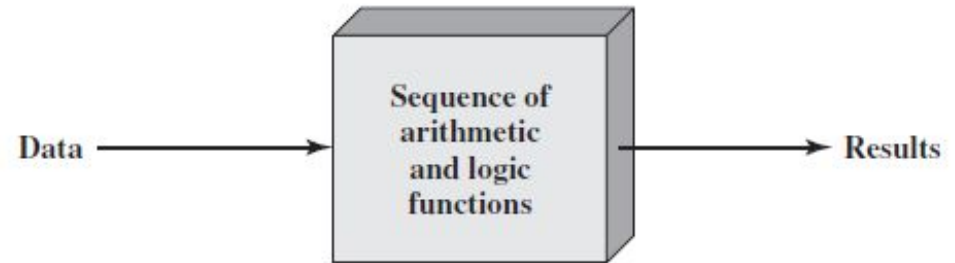 Data
Sequence of
arithmetic
and logic
functions
Results